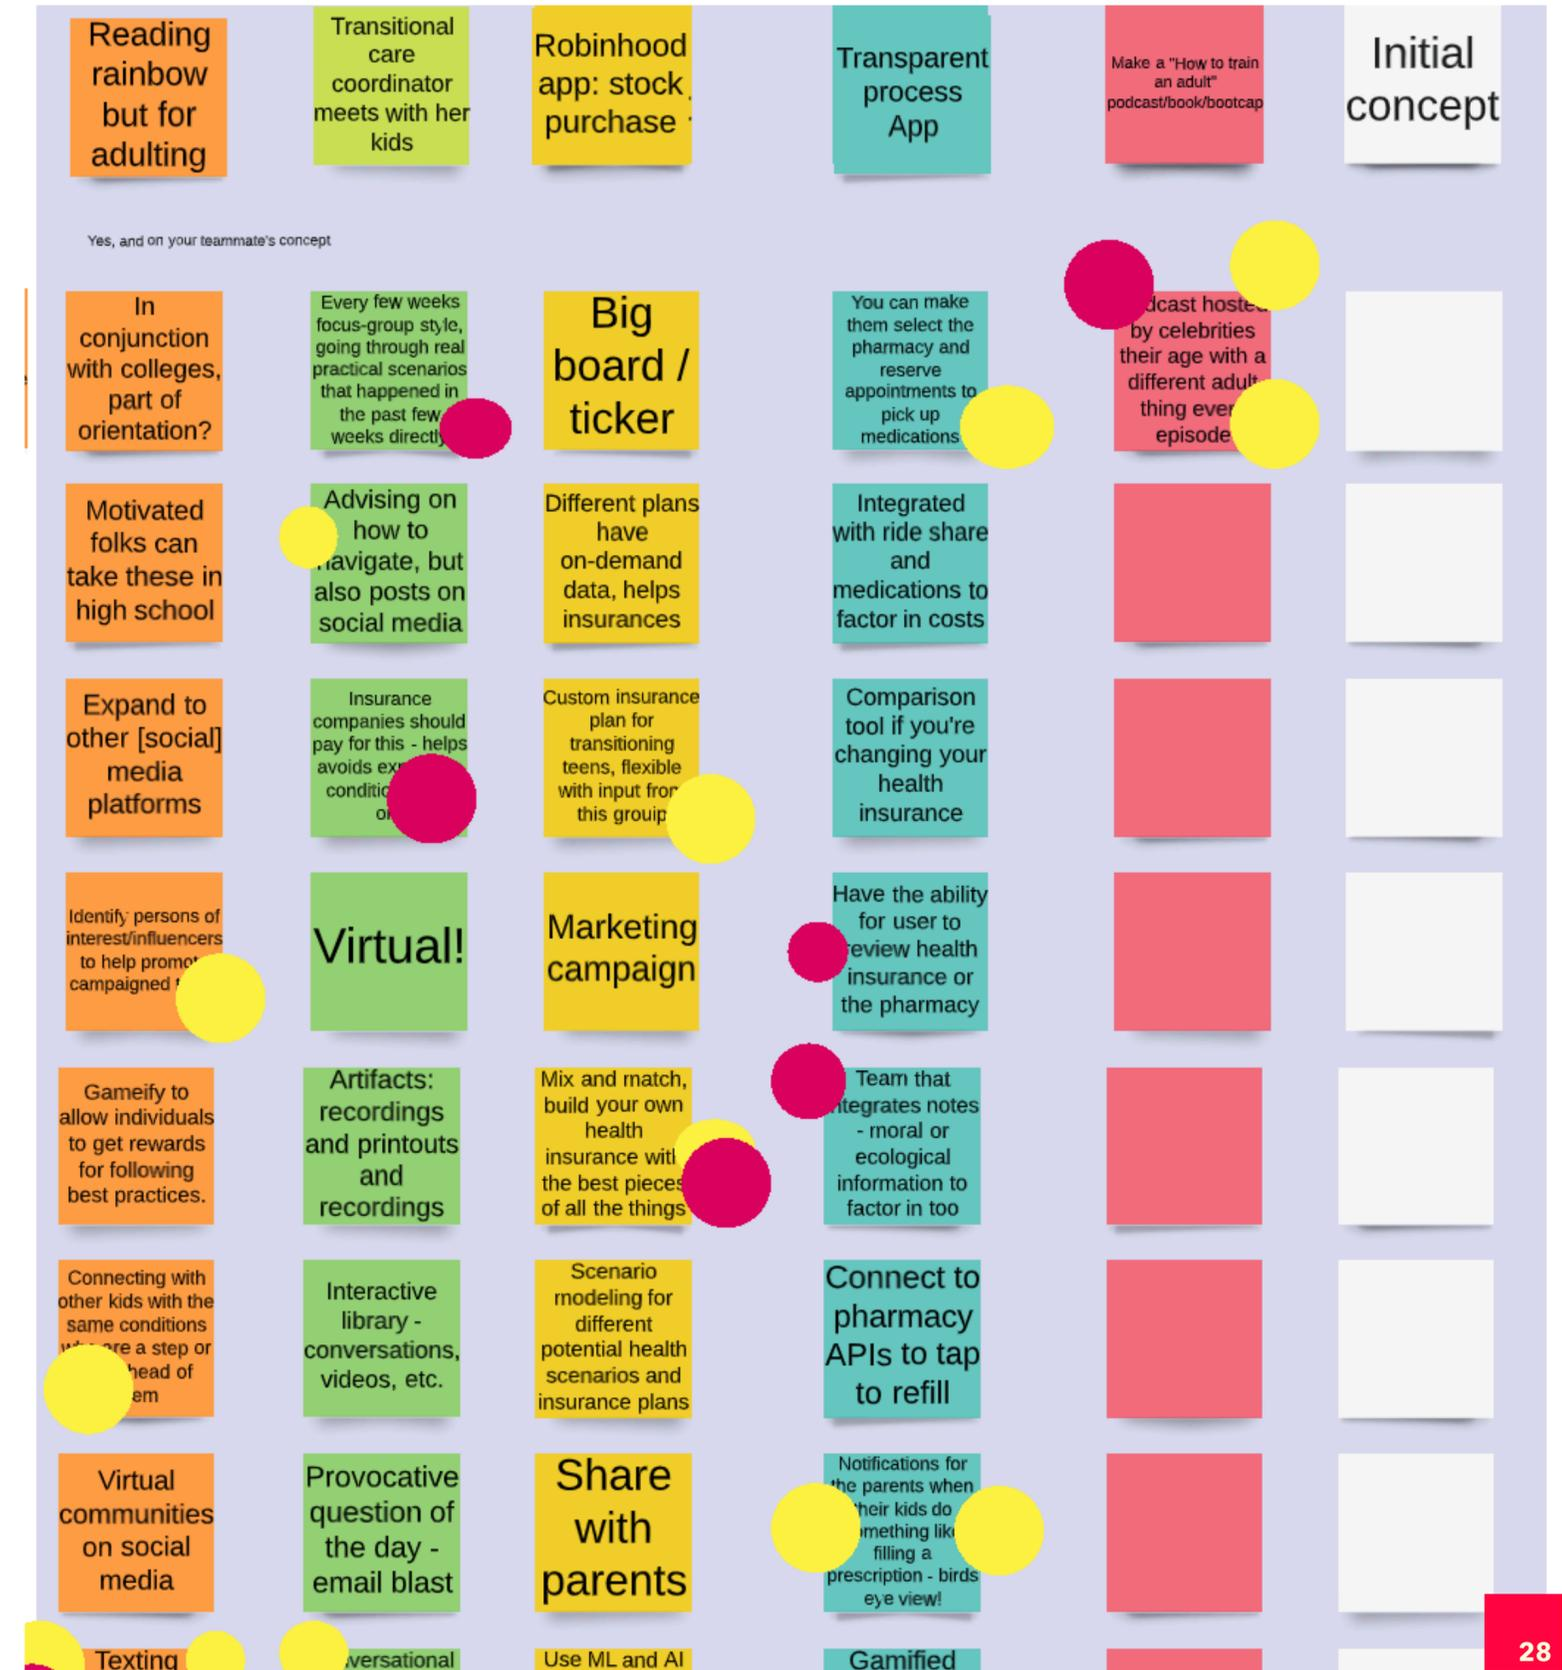 Reading
rainbow
but for
adulting
Transitional
care
coordinator
meets with her
kids
Robinhood
app: stock
purchase
Transparent
process
App
Make a "How to train
an adult"
podcast/book/bootcap
Initial
concept
Yes, and on your teammate's concept
In
conjunction
with colleges,
part of
orientation?
Every few weeks
focus-group style,
going through real
practical scenarios
that happened in
the past few
weeks directly
Big
board /
ticker
You can make
them select the
pharmacy and
reserve
appointments to
pick up
medications
hosted
by celebrities
their age with a
different adult
thing every
episode
Motivated
folks can
take these in
high school
Advising on
how to
navigate, but
also posts on
social media
Different plans
have
on-demand
data, helps
insurances
Integrated
with ride share
and
medications to
factor in costs
Expand to
other [social]
media
platforms
Insurance
companies should
pay for this - helps
avoids
Custom insurance
plan for
transitioning
teens, flexible
with input from
this grouip
Comparison
tool if you're
changing your
health
insurance
Identify persons of
interest/influencers
to help promote
campaigned
Virtual!
Marketing
campaign
Have the ability
for user to
review health
insurance or
the pharmacy
Gameify to
allow individuals
to get rewards
for following
best practices.
Artifacts:
recordings
and printouts
and
recordings
Mix and match,
build your own
health
insurance with
the best pieces
of all the things
Team that
integrates notes
- moral or
ecological
information to
factor in too
Connecting with
other kids with the
same conditions
who are a step or
ahead of
Interactive
library -
conversations,
videos, etc.
Scenario
modeling for
different
potential health
scenarios and
insurance plans
Connect to
pharmacy
APIs to tap
to refill
Virtual
communities
on social
media
Provocative
question of
the day -
email blast
Share
with
parents
Notifications for
the parents when
their kids do
something like
filling a
prescription - birds
eye view!
Texting
Use ML and AI
Gamified
28